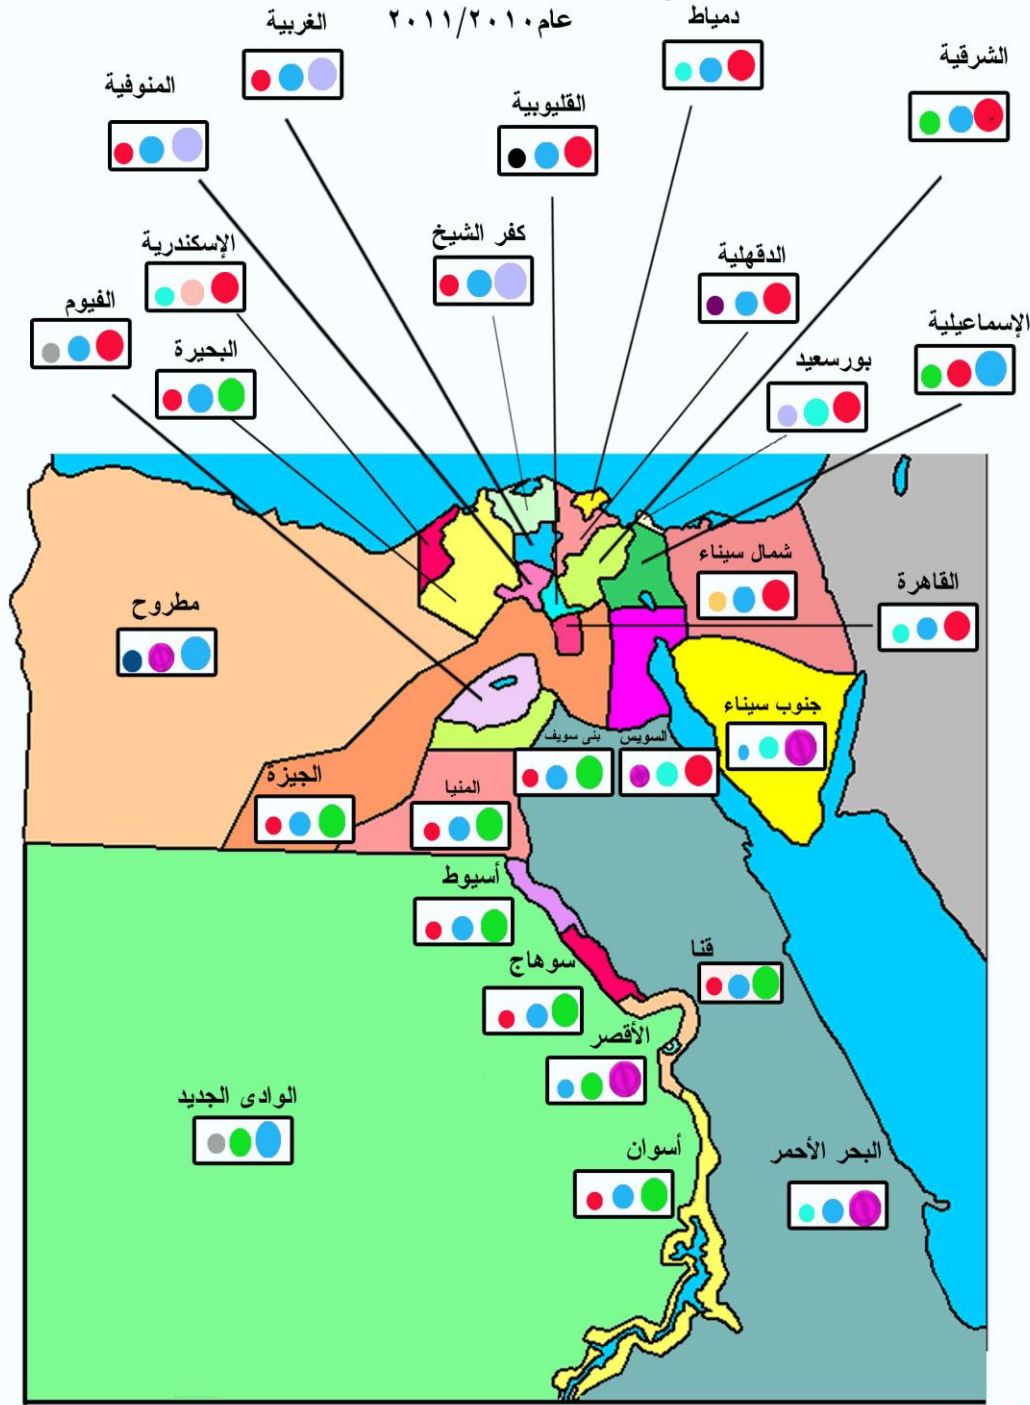 عام ٢٠١١/٢٠١٠
دمياط
الغربية
الشرقية
المنوفية
القليوبية
كفر الشيخ
الإسكندرية
الدقهلية
الفيوم
الإسماعيلية
البحيرة
بورسعيد
شمال سيناء
القاهرة
مطروح
جنوب سيناء
السويس
بنى سويف
الجيزة
المنيا
أسيوط
قنا
سوهاج
الأقصر
الوادى الجديد
أسوان
البحر الأحمر